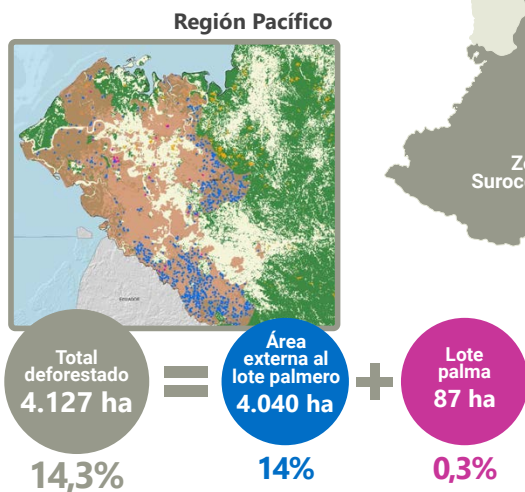 Región Pacífico
ECUADOR
Total
deforestado
4.127 ha
=
Área
externa al
lote palmero
4.040 ha
+
Lote
palma
87 ha
14,3%
14%
0,3%